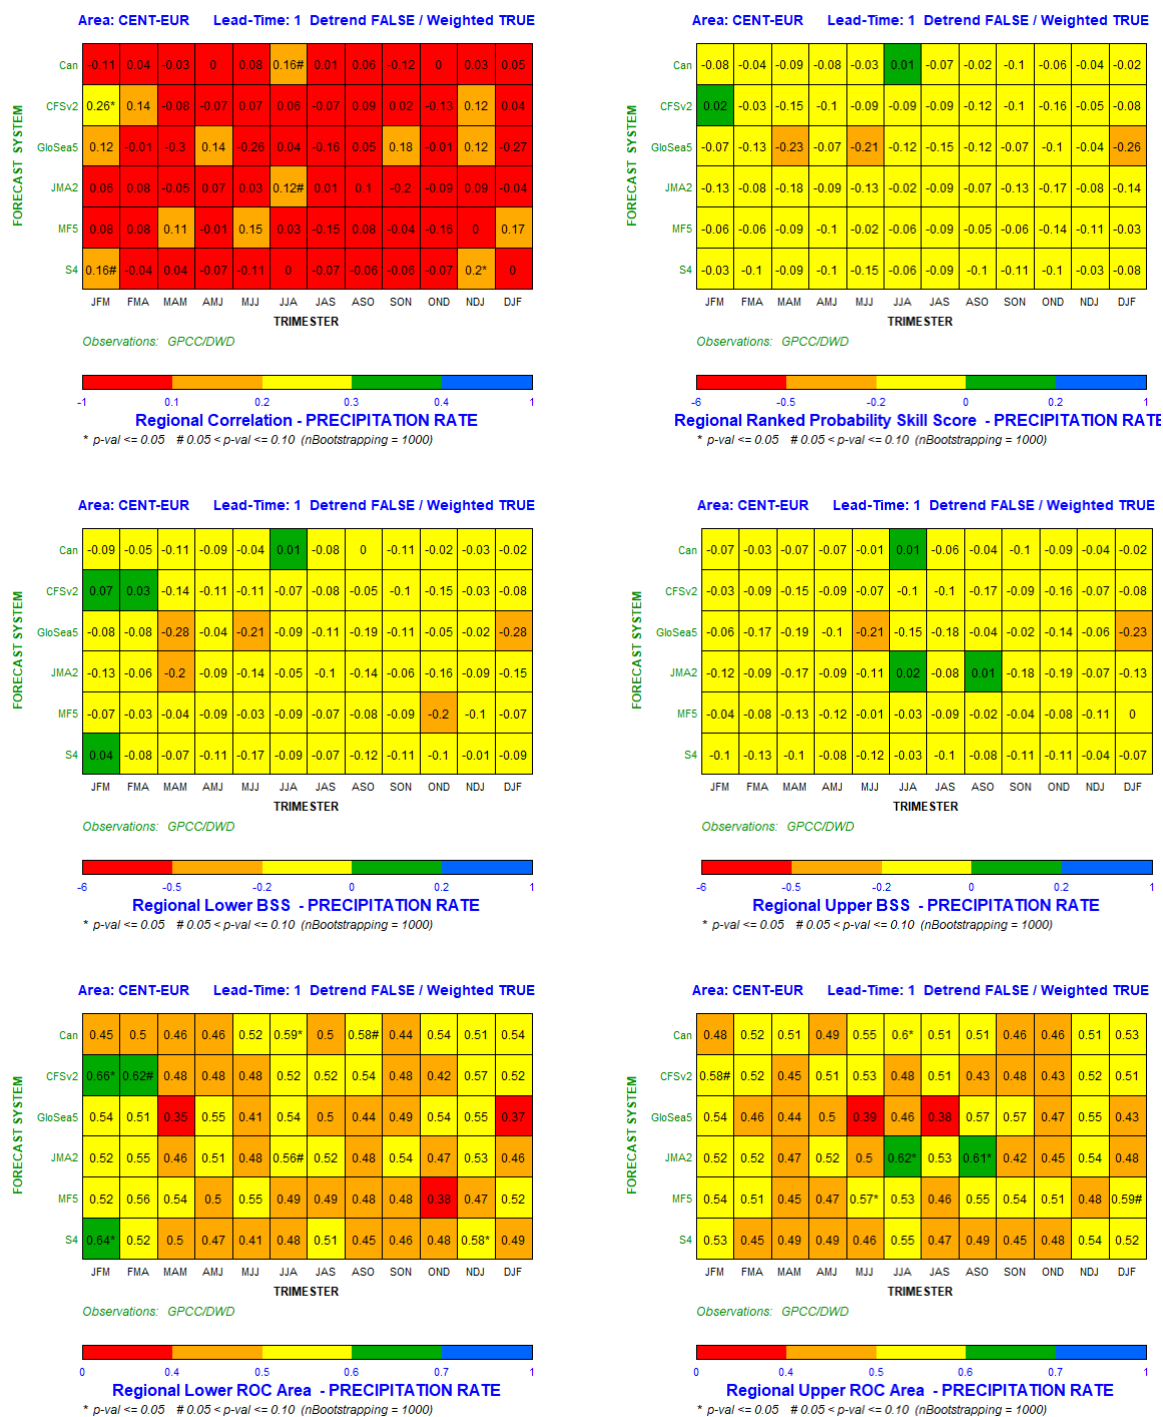 Area: CENT-EUR Lead-Time: 1 Detrend FALSE / Weighted TRUE
FORECAST SYSTEM
Can -0.11 0.04 -0.03 0 0.08 0.16# 0.01 0.06 -0.12 0 0.03 0.05
CFSv2 0.26* 0.14 -0.08 -0.07 0.07 0.06 -0.07 0.09 0.02 -0.13 0.12 0.04
GloSea5 0.12 -0.01 -0.3 0.14 -0.26 0.04 -0.16 0.05 0.18 -0.01 0.12 -0.27
JMA2 0.06 0.08 -0.05 0.07 0.03 0.12# 0.01 0.1 -0.2 -0.09 0.09 -0.04
MF5 0.08 0.08 0.11 -0.01 0.15 0.03 -0.15 0.08 -0.04 -0.16 0 0.17
S4 0.16# -0.04 0.04 -0.07 -0.11 0 -0.07 -0.06 -0.06 -0.07 0.2* 0
JFM FMA MAM AMJ MJJ JJA JAS ASO SON OND NDJ DJF
TRIMESTER
Observations: GPCC/DWD
-1 0.1 0.2 0.3 0.4 1
Regional Correlation - PRECIPITATION RATE
* p-val <= 0.05 # 0.05 < p-val <= 0.10 (nBootstrapping = 1000)
Area: CENT-EUR Lead-Time: 1 Detrend FALSE / Weighted TRUE
FORECAST SYSTEM
Can -0.08 -0.04 -0.09 -0.08 -0.03 0.01 -0.07 -0.02 -0.1 -0.06 -0.04 -0.02
CFSv2 0.02 -0.03 -0.15 -0.1 -0.09 -0.09 -0.09 -0.12 -0.1 -0.16 -0.05 -0.08
GloSea5 -0.07 -0.13 -0.23 -0.07 -0.21 -0.12 -0.15 -0.12 -0.07 -0.1 -0.04 -0.26
JMA2 -0.13 -0.08 -0.18 -0.09 -0.13 -0.02 -0.09 -0.07 -0.13 -0.17 -0.08 -0.14
MF5 -0.06 -0.06 -0.09 -0.1 -0.02 -0.06 -0.09 -0.05 -0.06 -0.14 -0.11 -0.03
S4 -0.03 -0.1 -0.09 -0.1 -0.15 -0.06 -0.09 -0.1 -0.11 -0.1 -0.03 -0.08
JFM FMA MAM AMJ MJJ JJA JAS ASO SON OND NDJ DJF
TRIMESTER
Observations: GPCC/DWD
-6 -0.5 -0.2 0 0.2 1
Regional Ranked Probability Skill Score - PRECIPITATION RATE
* p-val <= 0.05 # 0.05 < p-val <= 0.10 (nBootstrapping = 1000)
Area: CENT-EUR Lead-Time: 1 Detrend FALSE / Weighted TRUE
FORECAST SYSTEM
Can -0.09 -0.05 -0.11 -0.09 -0.04 0.01 -0.08 0 -0.11 -0.02 -0.03 -0.02
CFSv2 0.07 0.03 -0.14 -0.11 -0.11 -0.07 -0.08 -0.05 -0.1 -0.15 -0.03 -0.08
GloSea5 -0.08 -0.08 -0.28 -0.04 -0.21 -0.09 -0.11 -0.19 -0.11 -0.05 -0.02 -0.28
JMA2 -0.13 -0.06 -0.2 -0.09 -0.14 -0.05 -0.1 -0.14 -0.06 -0.16 -0.09 -0.15
MF5 -0.07 -0.03 -0.04 -0.09 -0.03 -0.09 -0.07 -0.08 -0.09 -0.2 -0.1 -0.07
S4 0.04 -0.08 -0.07 -0.11 -0.17 -0.09 -0.07 -0.12 -0.11 -0.1 -0.01 -0.09
JFM FMA MAM AMJ MJJ JJA JAS ASO SON OND NDJ DJF
TRIMESTER
Observations: GPCC/DWD
-6 -0.5 -0.2 0 0.2 1
Regional Lower BSS - PRECIPITATION RATE
* p-val <= 0.05 # 0.05 < p-val <= 0.10 (nBootstrapping = 1000)
Area: CENT-EUR Lead-Time: 1 Detrend FALSE / Weighted TRUE
FORECAST SYSTEM
Can -0.07 -0.03 -0.07 -0.07 -0.01 0.01 -0.06 -0.04 -0.1 -0.09 -0.04 -0.02
CFSv2 -0.03 -0.09 -0.15 -0.09 -0.07 -0.1 -0.1 -0.17 -0.1 -0.16 -0.07 -0.08
GloSea5 -0.06 -0.17 -0.19 -0.1 -0.21 -0.15 -0.18 -0.04 -0.02 -0.14 -0.06 -0.23
JMA2 -0.12 -0.09 -0.17 -0.09 -0.11 0.02 -0.08 0.01 -0.18 -0.19 -0.07 -0.13
MF5 -0.04 -0.08 -0.13 -0.12 -0.01 -0.03 -0.09 -0.02 -0.04 -0.08 -0.11 0
S4 -0.1 -0.13 -0.1 -0.08 -0.12 -0.03 -0.1 -0.08 -0.11 -0.11 -0.04 -0.07
JFM FMA MAM AMJ MJJ JJA JAS ASO SON OND NDJ DJF
TRIMESTER
Observations: GPCC/DWD
-6 -0.5 -0.2 0 0.2 1
Regional Upper BSS - PRECIPITATION RATE
* p-val <= 0.05 # 0.05 < p-val <= 0.10 (nBootstrapping = 1000)
Area: CENT-EUR Lead-Time: 1 Detrend FALSE / Weighted TRUE
FORECAST SYSTEM
Can 0.45 0.5 0.46 0.46 0.52 0.59* 0.5 0.58# 0.44 0.54 0.51 0.54
CFSv2 0.66* 0.62# 0.48 0.48 0.48 0.52 0.52 0.54 0.48 0.42 0.57 0.52
GloSea5 0.54 0.51 0.35 0.55 0.41 0.54 0.5 0.44 0.49 0.54 0.55 0.37
JMA2 0.52 0.55 0.46 0.51 0.48 0.56# 0.52 0.48 0.54 0.47 0.53 0.46
MF5 0.52 0.56 0.54 0.5 0.55 0.49 0.49 0.48 0.48 0.38 0.47 0.52
S4 0.64* 0.52 0.5 0.47 0.41 0.48 0.51 0.45 0.46 0.48 0.58* 0.49
JFM FMA MAM AMJ MJJ JJA JAS ASO SON OND NDJ DJF
TRIMESTER
Observations: GPCC/DWD
0 0.4 0.5 0.6 0.7 1
Regional Lower ROC Area - PRECIPITATION RATE
* p-val <= 0.05 # 0.05 < p-val <= 0.10 (nBootstrapping = 1000)
Area: CENT-EUR Lead-Time: 1 Detrend FALSE / Weighted TRUE
FORECAST SYSTEM
Can 0.48 0.52 0.51 0.49 0.55 0.6* 0.51 0.51 0.46 0.46 0.51 0.53
CFSv2 0.58# 0.52 0.45 0.51 0.53 0.48 0.51 0.43 0.48 0.43 0.52 0.51
GloSea5 0.54 0.46 0.44 0.5 0.39 0.46 0.38 0.57 0.57 0.47 0.55 0.43
JMA2 0.52 0.52 0.47 0.52 0.5 0.62* 0.53 0.61* 0.42 0.45 0.54 0.48
MF5 0.54 0.51 0.45 0.47 0.57* 0.53 0.46 0.55 0.54 0.51 0.48 0.59#
S4 0.53 0.45 0.49 0.49 0.46 0.55 0.47 0.49 0.45 0.48 0.54 0.52
JFM FMA MAM AMJ MJJ JJA JAS ASO SON OND NDJ DJF
TRIMESTER
Observations: GPCC/DWD
0 0.4 0.5 0.6 0.7 1
Regional Upper ROC Area - PRECIPITATION RATE
* p-val <= 0.05 # 0.05 < p-val <= 0.10 (nBootstrapping = 1000)